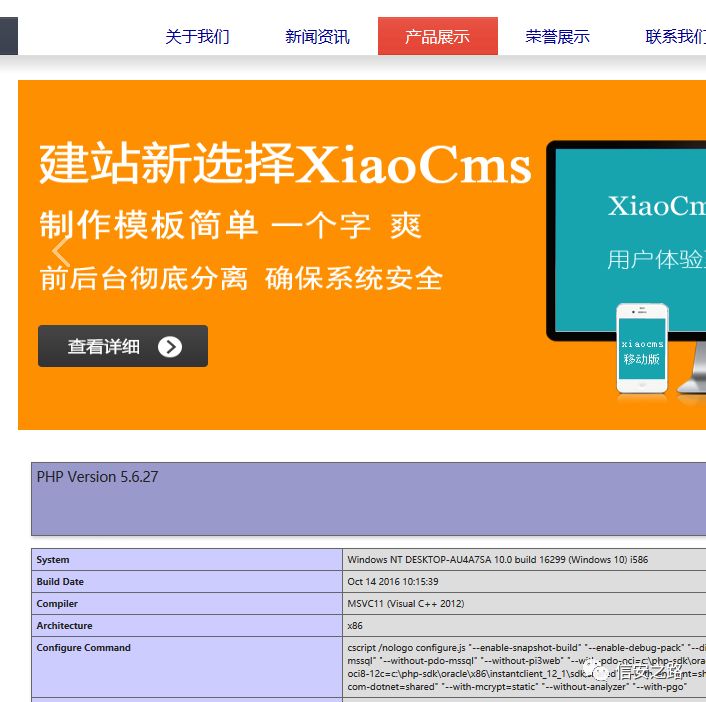 关于我们 新闻资讯 产品展示 荣誉展示 联系我们
建站新选择XiaoCms
制作模板简单 一个字 爽
前后台彻底分离 确保系统安全
查看详细
XiaoCm
用户体验
xiaocms
移动版
PHP Version 5.6.27
System Windows NT DESKTOP-AU4A7SA 10.0 build 16299 (Windows 10) i586
Build Date Oct 14 2016 10:15:39
Compiler MSVC11 (Visual C++ 2012)
Architecture x86
Configure Command cscript /nologo configure.js "--enable-snapshot-build" "--enable-debug-pack"
mssql" "--without-pdo-mssql" "--without-pi3web" "--with-pdo-oci=c:\php-sdk\ora
oci8-12c=c:\php-sdk\oracle\x86\instantclient_12_1\sdk
com-dotnet=shared" "--with-mcrypt=static" "--without-analyzer" "--with-pgo"
信安之路